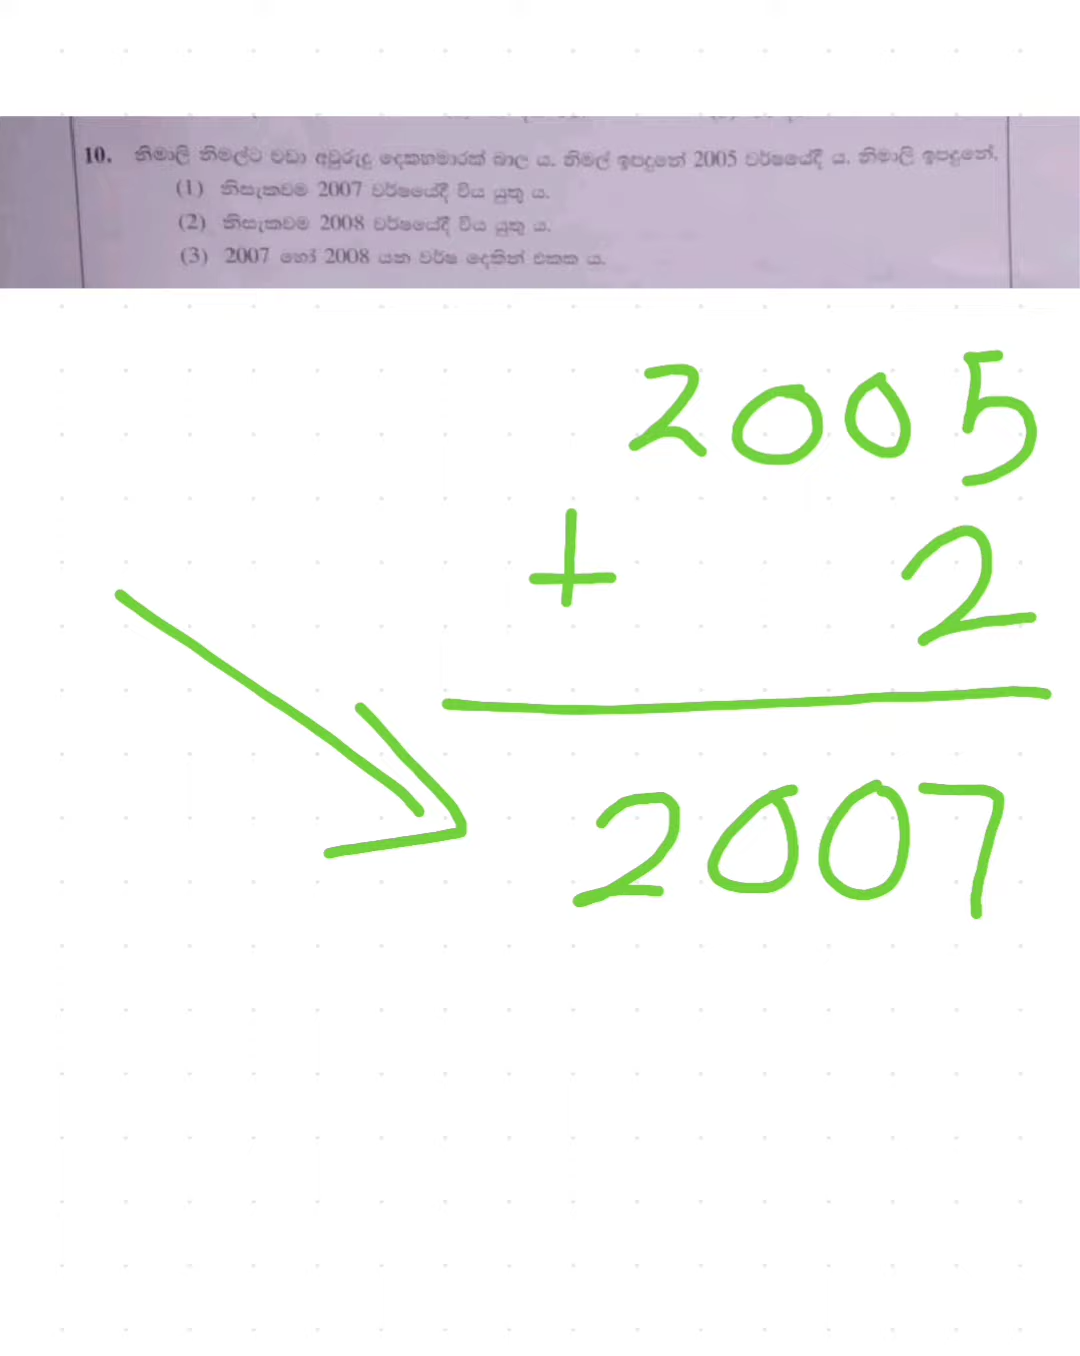 10. නිමාලි නිමල්ට වඩා අවුරුදු දෙකහමාරක් බාල ය. නිමල් ඉපදුනේ 2005 වර්ෂයේදී ය. නිමාලි ඉපදුනේ,
(1) නිසැකවම 2007 වර්ෂයේදී විය යුතු ය.
(2) නිසැකවම 2008 වර්ෂයේදී විය යුතු ය.
(3) 2007 හෝ 2008 යන වර්ෂ දෙකින් එකක ය.
2005
+ 2
2007